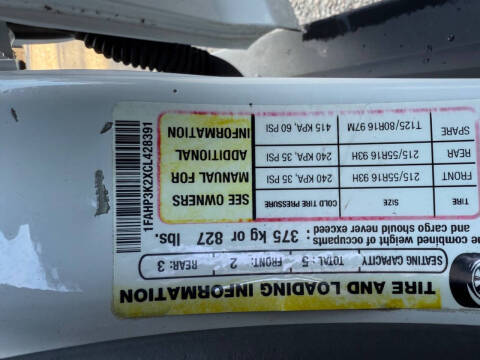 TIRE AND LOADING INFORMATION
SEATING CAPACITY TOTAL: 5 FRONT: 2 REAR: 3
he combined weight of occupants
and cargo should never exceed 375 kg or 827 lbs.
TIRE SIZE COLD TIRE PRESSURE
FRONT 215/55R16 93H 240 KPA, 35 PSI
REAR 215/55R16 93H 240 KPA, 35 PSI
SPARE T125/80R16 97M 415 KPA, 60 PSI
SEE OWNERS
MANUAL FOR
ADDITIONAL
INFORMATION
1FAHP3K2XCL428391